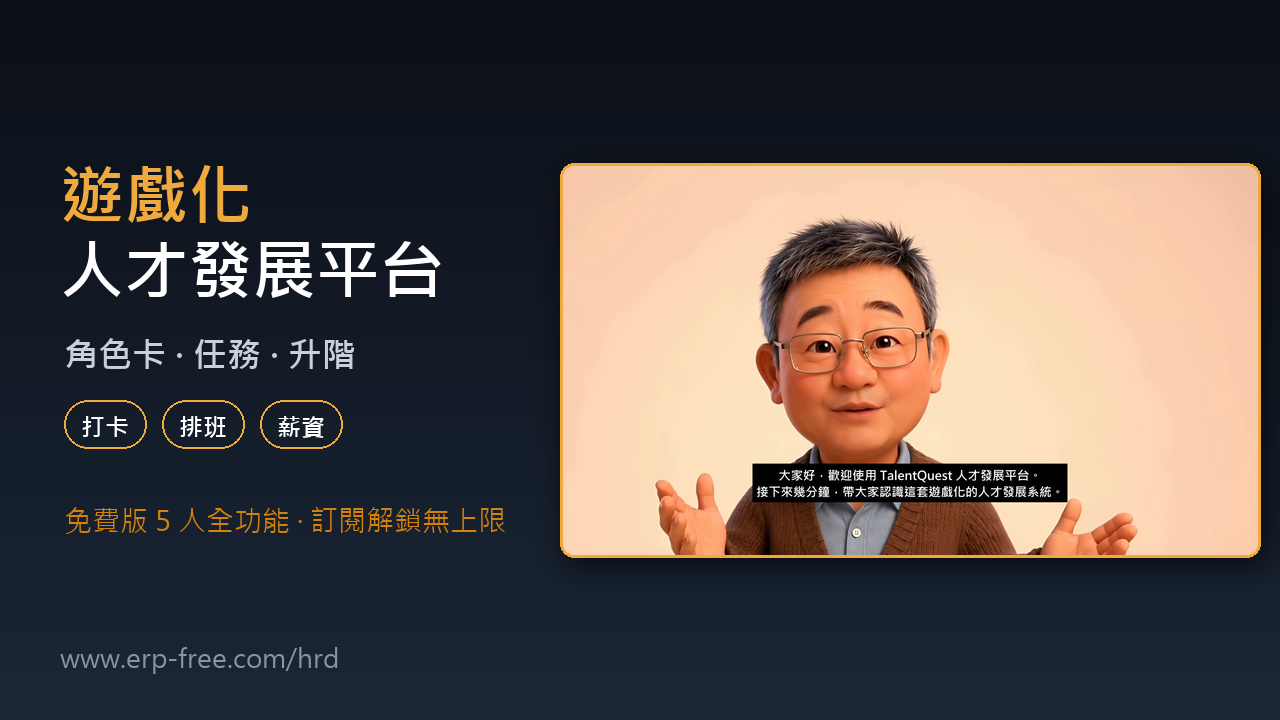 遊戲化
人才發展平台
角色卡 · 任務 · 升階
打卡 排班 薪資
免費版 5 人全功能 · 訂閱解鎖無上限
www.erp-free.com/hrd
大家好，歡迎使用 TalentQuest 人才發展平台。
接下來幾分鐘，帶大家認識這套遊戲化的人才發展系統。